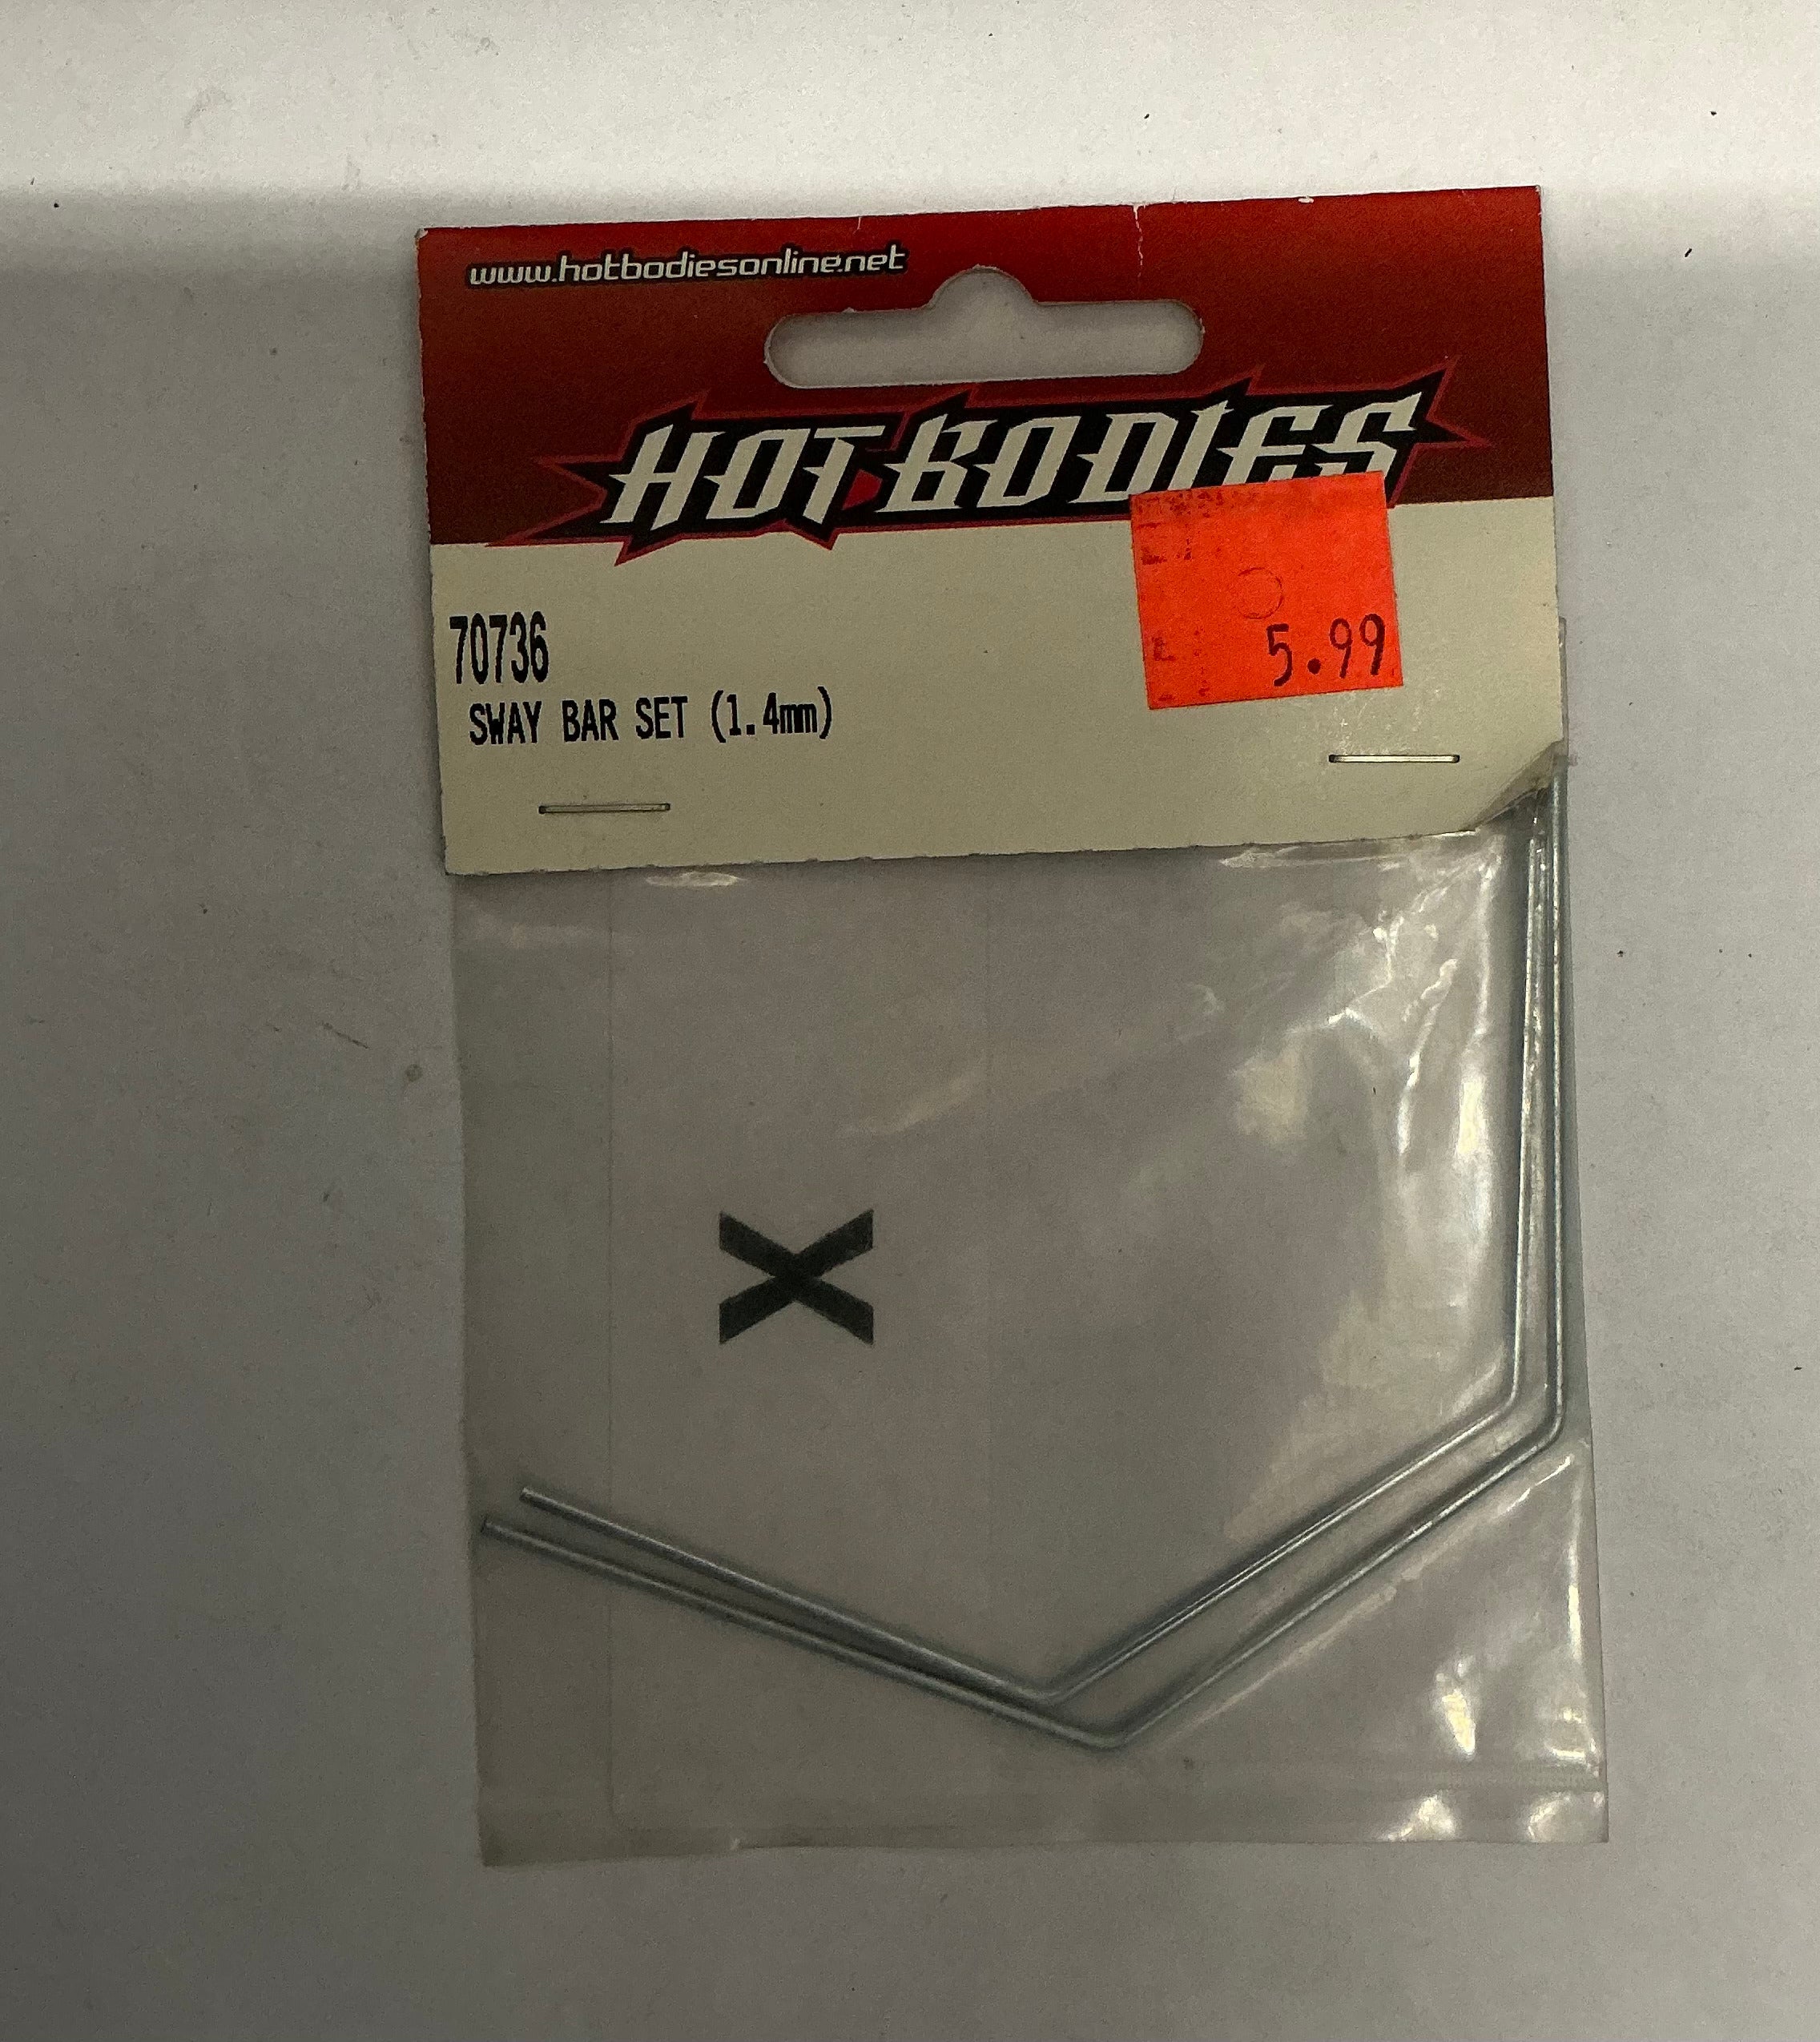 www.hotbodiesonline.net
HOT BODIES
5.99
70736
SWAY BAR SET (1.4mm)
X